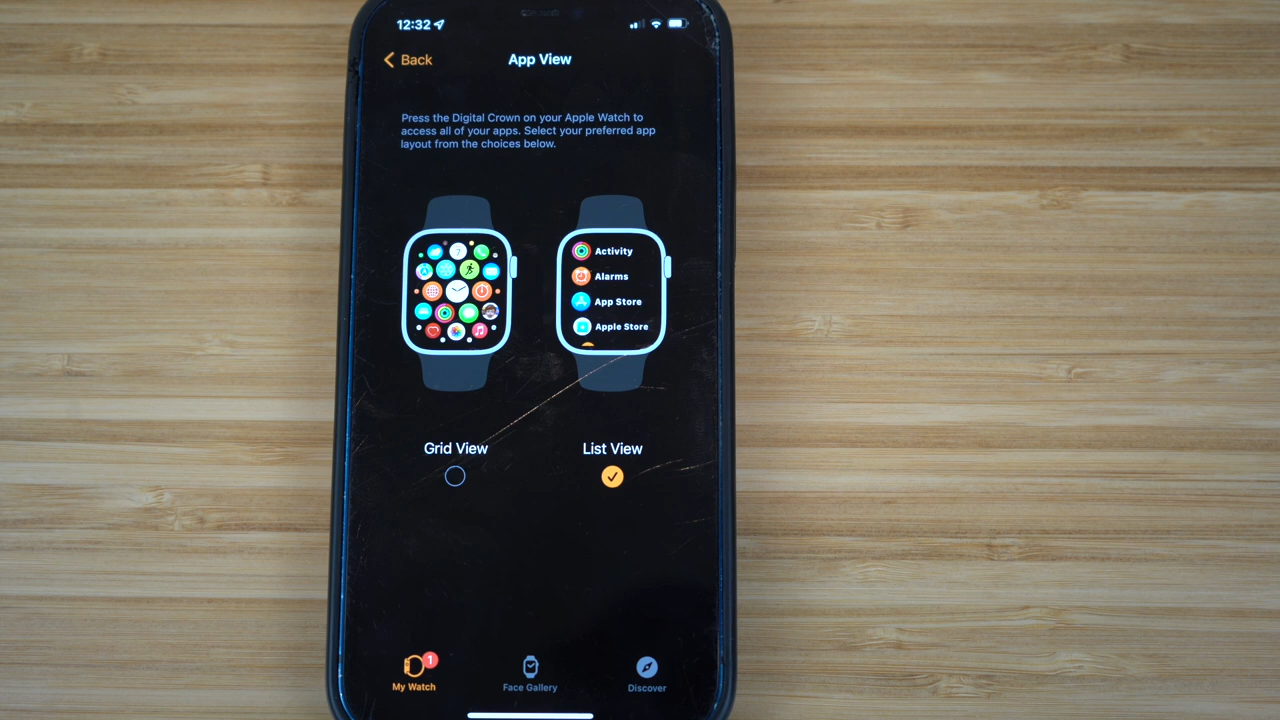 12:32
Back
App View
Press the Digital Crown on your Apple Watch to
access all of your apps. Select your preferred app
layout from the choices below.
7
Activity
Alarms
App Store
Apple Store
Grid View
List View
1
My Watch
Face Gallery
Discover